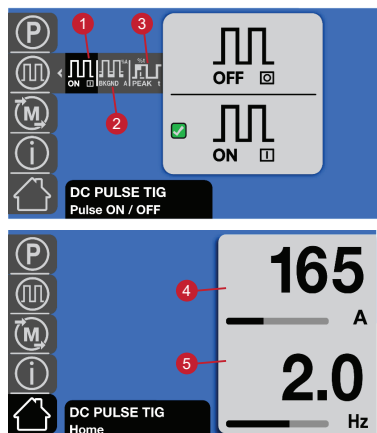 1
3
P
%t
ON
BKGND A
PEAK t
2
OFF
M
ON
i
DC PULSE TIG
Pulse ON / OFF
P
165
4
A
M
5
i
2.0
DC PULSE TIG
Home
Hz